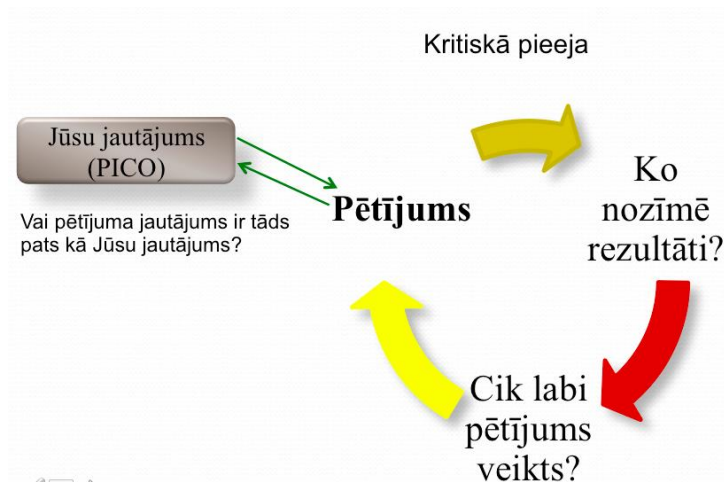 Kritiskā pieeja
Jūsu jautājums
(PICO)
Vai pētījuma jautājums ir tāds
pats kā Jūsu jautājums?
Pētījums
Ko
nozīmē
rezultāti?
Cik labi
pētījums
veikts?